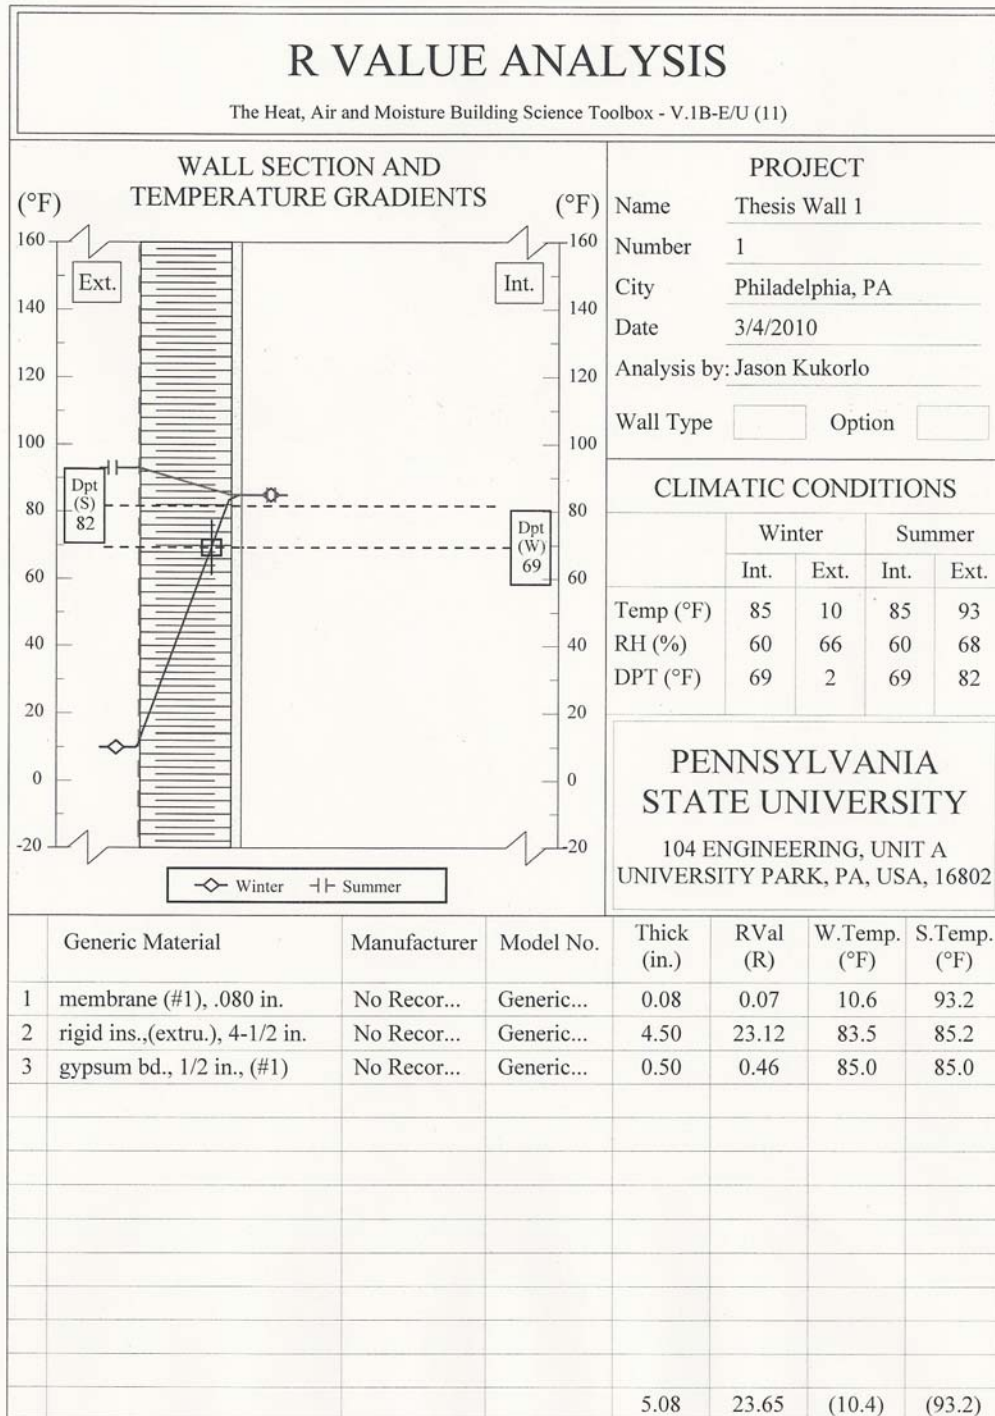 R VALUE ANALYSIS
The Heat, Air and Moisture Building Science Toolbox - V.1B-E/U (11)
WALL SECTION AND
TEMPERATURE GRADIENTS
(°F)
(°F)
160
140
120
100
80
60
40
20
0
-20
Ext.
Int.
160
140
120
100
80
60
40
20
0
-20
Dpt
(S)
82
Dpt
(W)
69
Winter
Summer
PROJECT
Name Thesis Wall 1
Number 1
City Philadelphia, PA
Date 3/4/2010
Analysis by: Jason Kukorlo
Wall Type Option
CLIMATIC CONDITIONS
Winter Summer
Int. Ext. Int. Ext.
Temp (°F) 85 10 85 93
RH (%) 60 66 60 68
DPT (°F) 69 2 69 82
PENNSYLVANIA
STATE UNIVERSITY
104 ENGINEERING, UNIT A
UNIVERSITY PARK, PA, USA, 16802
Generic Material Manufacturer Model No. Thick (in.) RVal (R) W.Temp. (°F) S.Temp. (°F)
1 membrane (#1), .080 in. No Recor... Generic... 0.08 0.07 10.6 93.2
2 rigid ins.,(extru.), 4-1/2 in. No Recor... Generic... 4.50 23.12 83.5 85.2
3 gypsum bd., 1/2 in., (#1) No Recor... Generic... 0.50 0.46 85.0 85.0
5.08 23.65 (10.4) (93.2)